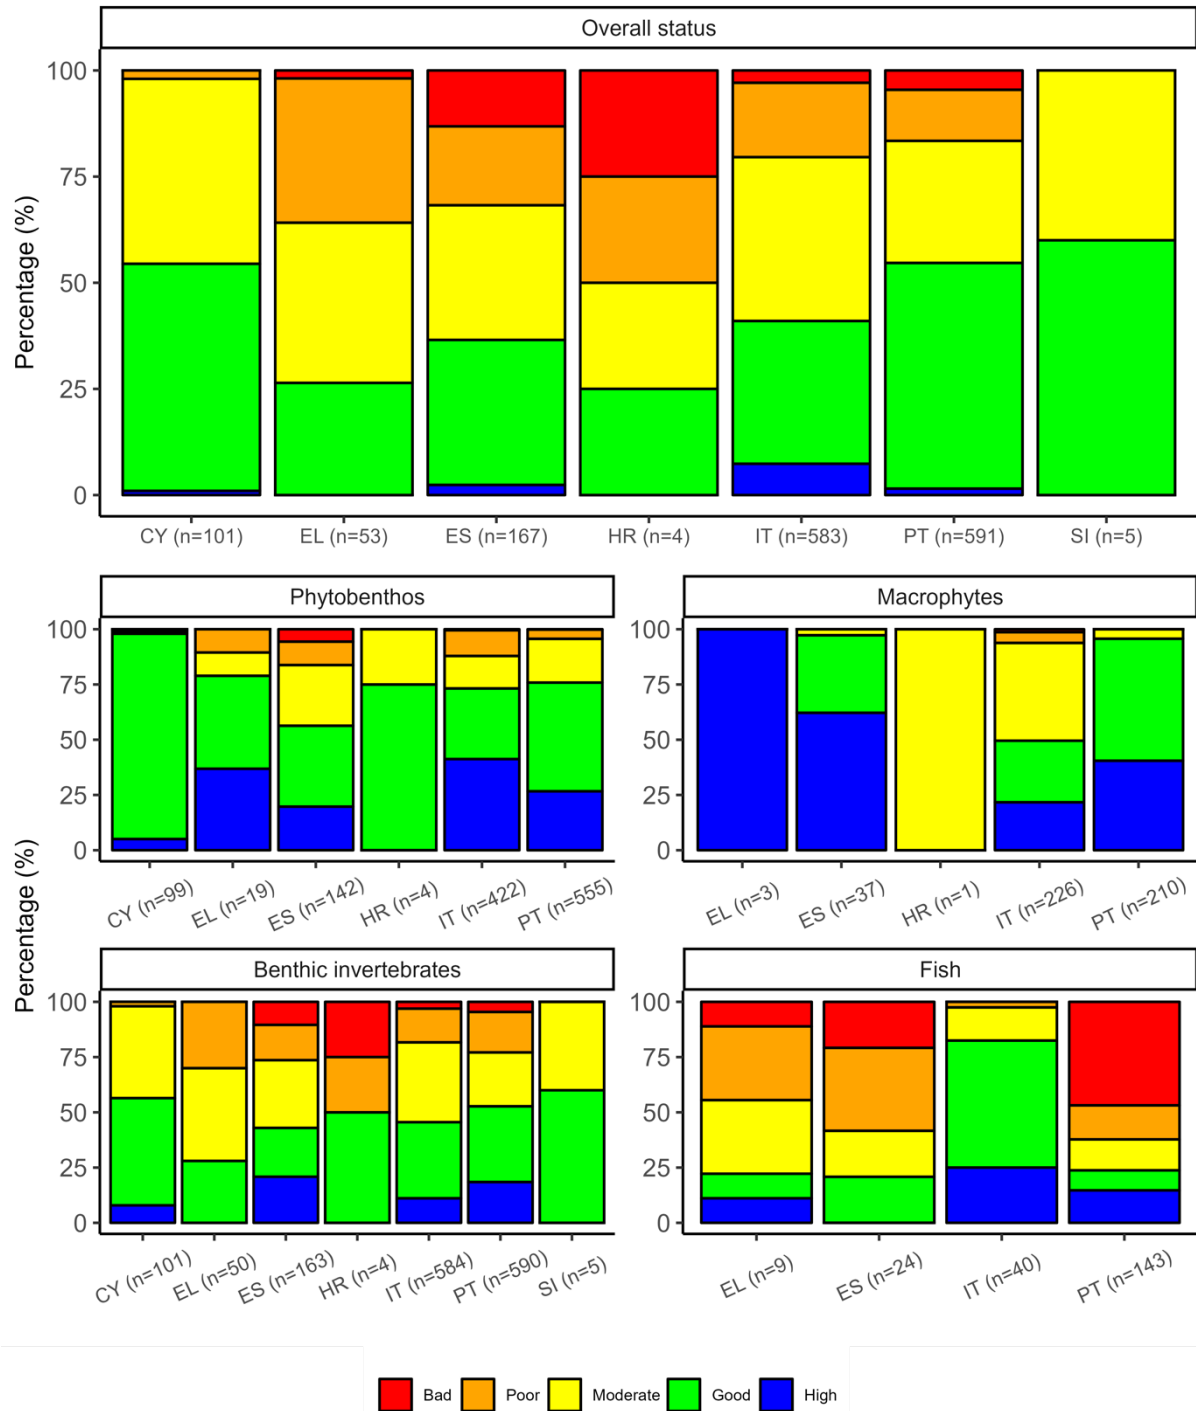 Overall status
Percentage (%)
100
75
50
25
0
CY (n=101) EL (n=53) ES (n=167) HR (n=4) IT (n=583) PT (n=591) SI (n=5)
Percentage (%)
Phytobenthos
100
75
50
25
0
CY (n=99) EL (n=19) ES (n=142) HR (n=4) IT (n=422) PT (n=555)
Macrophytes
100
75
50
25
0
EL (n=3) ES (n=37) HR (n=1) IT (n=226) PT (n=210)
Benthic invertebrates
100
75
50
25
0
CY (n=101) EL (n=50) ES (n=163) HR (n=4) IT (n=584) PT (n=590) SI (n=5)
Fish
100
75
50
25
0
EL (n=9) ES (n=24) IT (n=40) PT (n=143)
Bad Poor Moderate Good High